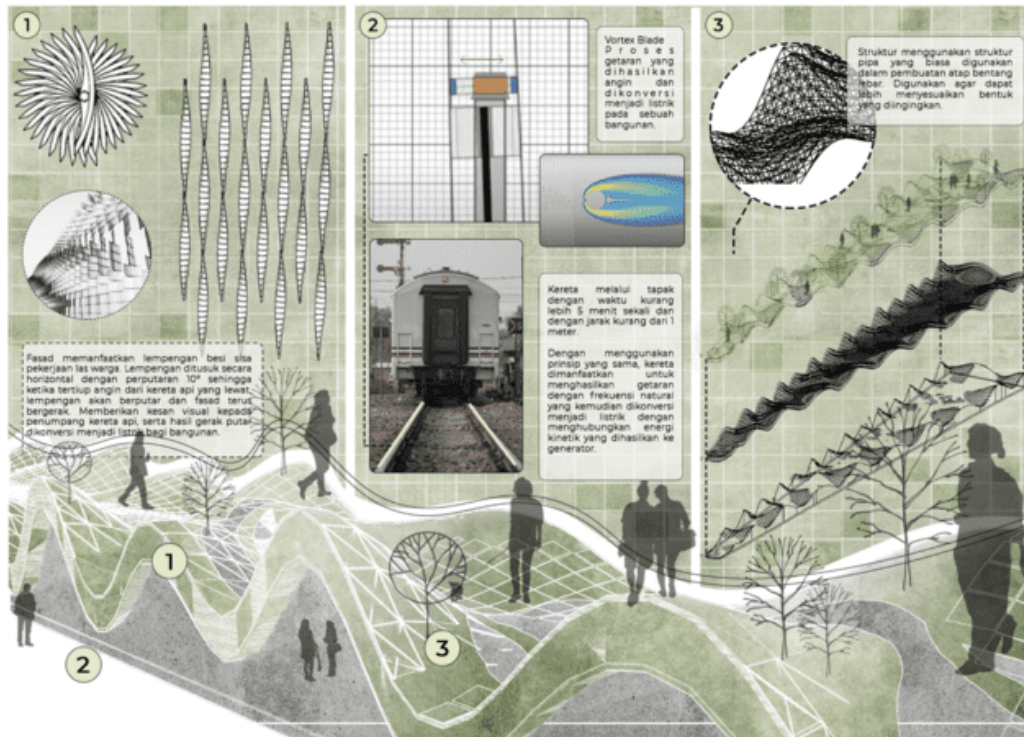 1
Fasad memanfaatkan lempengan besi sisa
pekerjaan las warga. Lempengan ditusuk secara
horizontal dengan perputaran 10° sehingga
ketika tertiup angin dari kereta api yang lewat,
lempengan akan berputar dan fasad terus
bergerak. Memberikan kesan visual kepada
penumpang kereta api, serta hasil gerak putar
dikonversi menjadi listrik bagi bangunan.
2
Vortex Blade
Proses
getaran yang
dihasilkan
angin dan
dikonversi
menjadi listrik
pada sebuah
bangunan.
Kereta melalui tapak
dengan waktu kurang
lebih 5 menit sekali dan
dengan jarak kurang dari 1
meter.
Dengan menggunakan
prinsip yang sama, kereta
dimanfaatkan untuk
menghasilkan getaran
dengan frekuensi natural
yang kemudian dikonversi
menjadi listrik dengan
menghubungkan energi
kinetik yang dihasilkan ke
generator.
3
Struktur menggunakan struktur
pipa yang biasa digunakan
dalam pembuatan atap bentang
lebar. Digunakan agar dapat
lebih menyesuaikan bentuk
yang diingingkan.
1
2
3